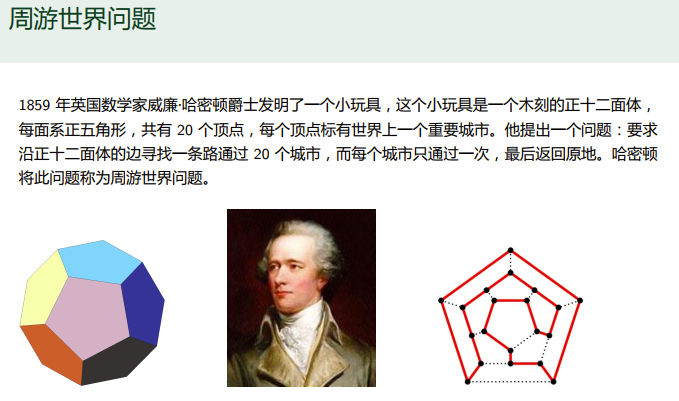 周游世界问题
1859 年英国数学家威廉·哈密顿爵士发明了一个小玩具，这个小玩具是一个木刻的正十二面体，
每面系正五角形，共有 20 个顶点，每个顶点标有世界上一个重要城市。他提出一个问题：要求
沿正十二面体的边寻找一条路通过 20 个城市，而每个城市只通过一次，最后返回原地。哈密顿
将此问题称为周游世界问题。